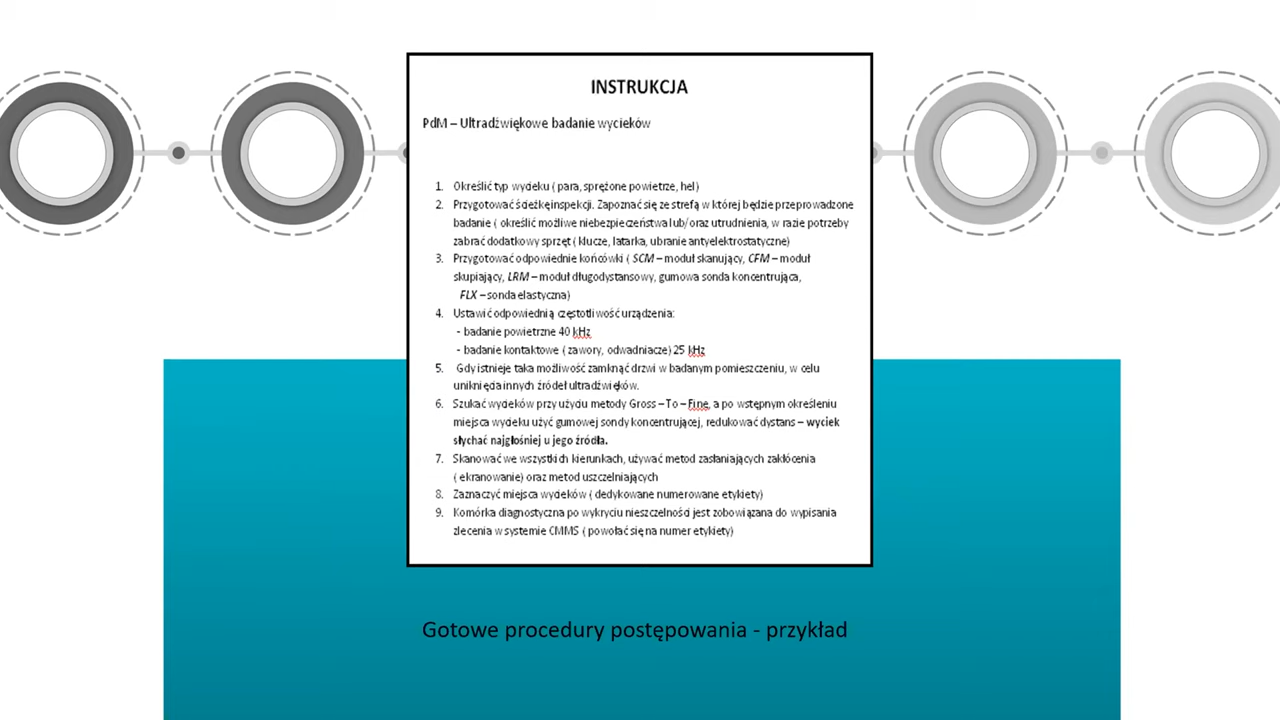 INSTRUKCJA
PdM – Ultradźwiękowe badanie wycieków
1. Określić typ wycieku ( para, sprężone powietrze, hel)
2. Przygotować ścieżkę inspekcji. Zapoznać się ze strefą w której będzie przeprowadzone
badanie ( określić możliwe niebezpieczeństwa lub/oraz utrudnienia, w razie potrzeby
zabrać dodatkowy sprzęt ( klucze, latarka, ubranie antyelektrostatyczne)
3. Przygotować odpowiednie końcówki ( SCM – moduł skanujący, CFM – moduł
skupiający, LRM – moduł długodystansowy, gumowa sonda koncentrująca,
FLX – sonda elastyczna)
4. Ustawić odpowiednią częstotliwość urządzenia:
- badanie powietrzne 40 kHz
- badanie kontaktowe ( zawory, odwadniacze) 25 kHz
5. Gdy istnieje taka możliwość zamknąć drzwi w badanym pomieszczeniu, w celu
uniknięcia innych źródeł ultradźwięków.
6. Szukać wycieków przy użyciu metody Gross – To – Fine, a po wstępnym określeniu
miejsca wycieku użyć gumowej sondy koncentrującej, redukować dystans – wyciek
słychać najgłośniej u jego źródła.
7. Skanować we wszystkich kierunkach, używać metod zasłaniających zakłócenia
( ekranowanie) oraz metod uszczelniających
8. Zaznaczyć miejsca wycieków ( dedykowane numerowane etykiety)
9. Komórka diagnostyczna po wykryciu nieszczelności jest zobowiązana do wypisania
zlecenia w systemie CMMS ( powołać się na numer etykiety)
Gotowe procedury postępowania - przykład